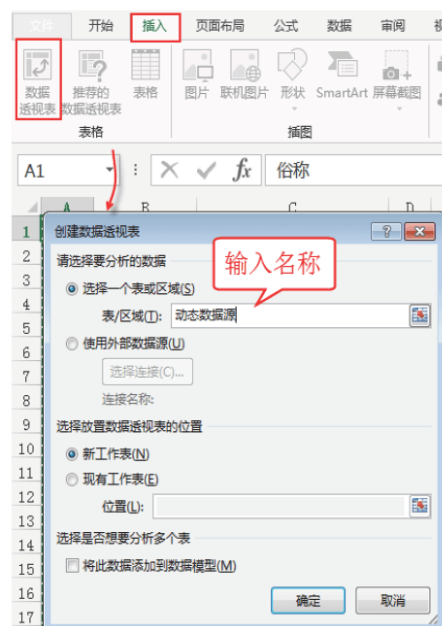 文件 开始 插入 页面布局 公式 数据 审阅
数据透视表 推荐的数据透视表 表格 图片 联机图片 形状 SmartArt 屏幕截图
表格 插图
A1 fx 俗称
A B C D
1 创建数据透视表
2 请选择要分析的数据
输入名称
3 选择一个表或区域(S)
4 表/区域(T): 动态数据源
5
6 使用外部数据源(U)
7 选择连接(C)...
8 连接名称:
9 选择放置数据透视表的位置
10 新工作表(N)
11 现有工作表(E)
12 位置(L):
13
14 选择是否想要分析多个表
15 将此数据添加到数据模型(M)
16 确定 取消
17